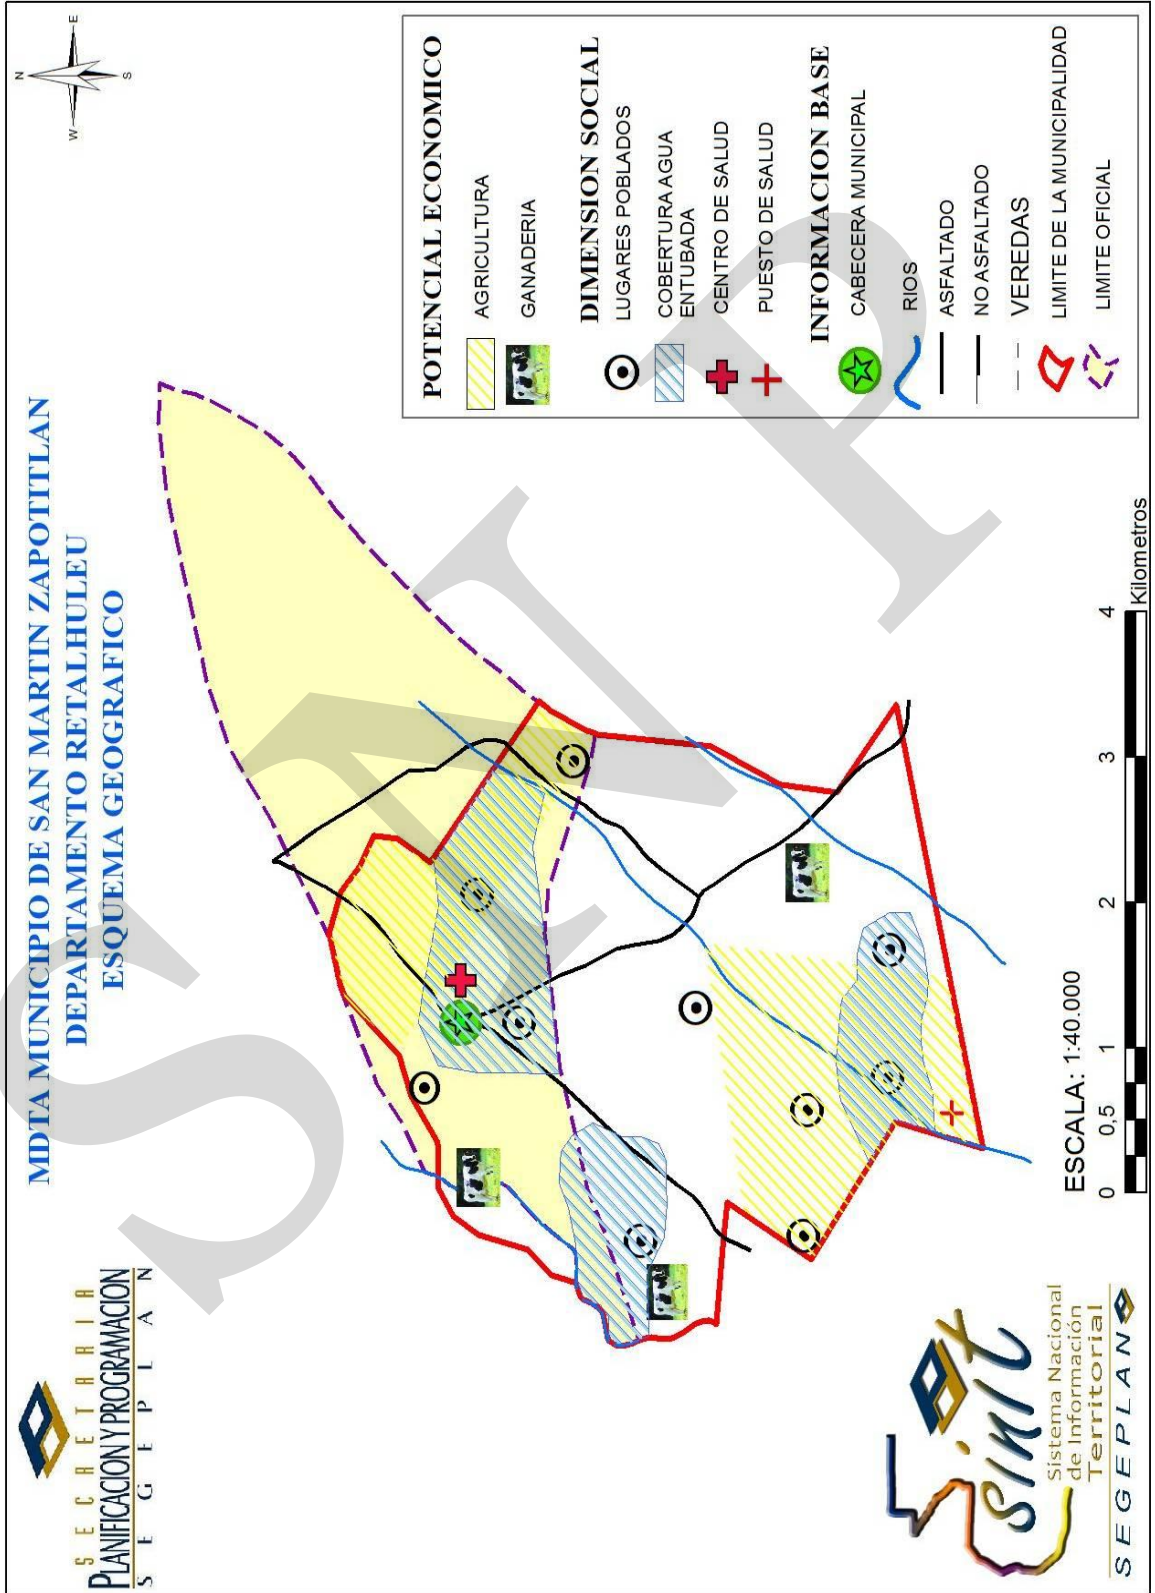 SECRETARIA
PLANIFICACION Y PROGRAMACION
SEGEPLAN
MDTA MUNICIPIO DE SAN MARTIN ZAPOTITLAN
DEPARTAMENTO RETALHULEU
ESQUEMA GEOGRAFICO
N
W
E
S
SNP
POTENCIAL ECONOMICO
AGRICULTURA
GANADERIA
DIMENSION SOCIAL
LUGARES POBLADOS
COBERTURA AGUA
ENTUBADA
CENTRO DE SALUD
PUESTO DE SALUD
INFORMACION BASE
CABECERA MUNICIPAL
RIOS
ASFALTADO
NO ASFALTADO
VEREDAS
LIMITE DE LA MUNICIPALIDAD
LIMITE OFICIAL
ESCALA: 1:40.000
0 0,5 1 2 3 4
Kilometros
sinit
Sistema Nacional
de Información
Territorial
SEGEPLAN